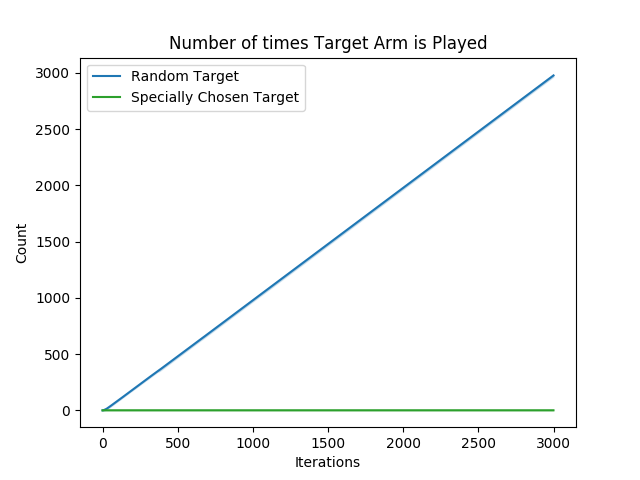 Number of times Target Arm is Played
Random Target
Specially Chosen Target
3000
2500
2000
1500
1000
500
0
Count
0 500 1000 1500 2000 2500 3000
Iterations